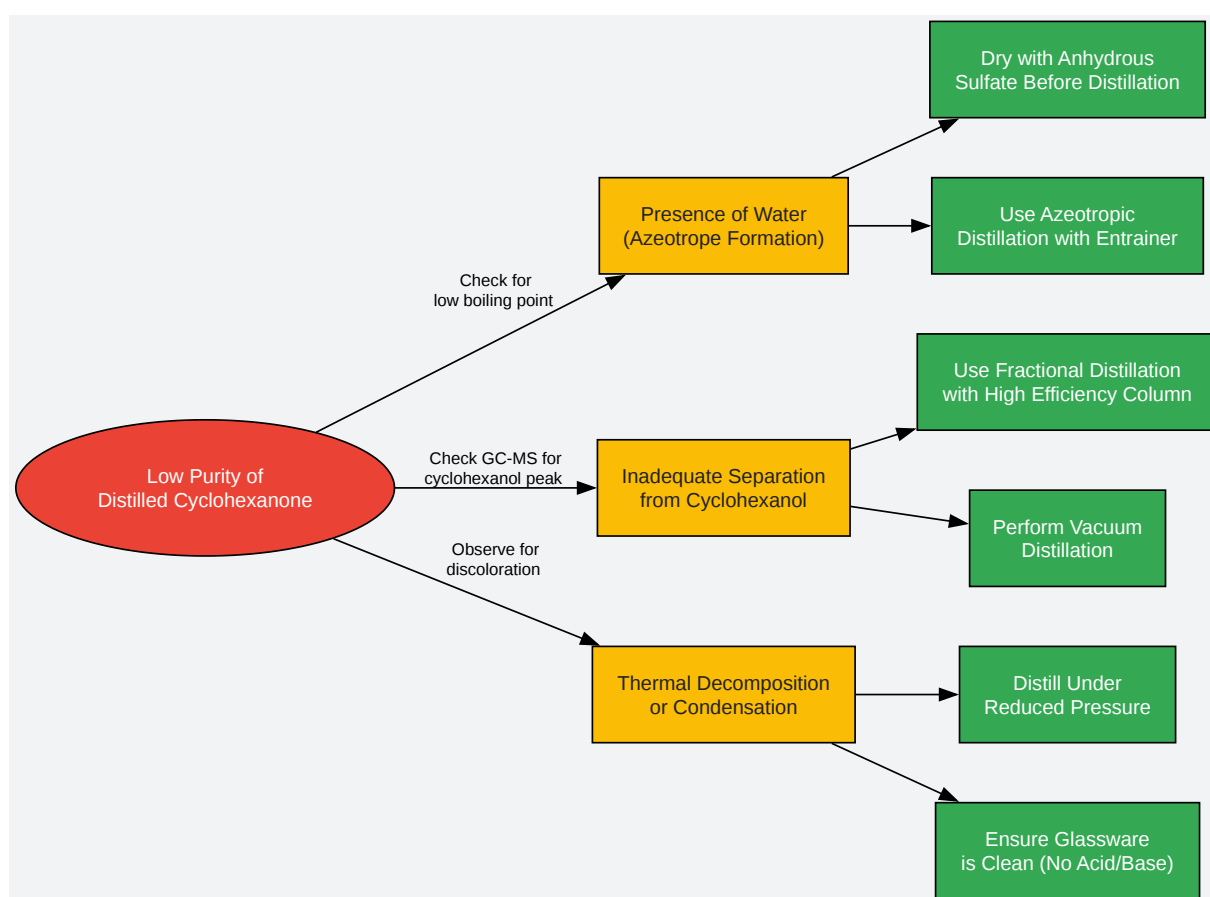 Low Purity of
Distilled Cyclohexanone
Check for
low boiling point
Presence of Water
(Azeotrope Formation)
Dry with Anhydrous
Sulfate Before Distillation
Use Azeotropic
Distillation with Entrainer
Check GC-MS for
cyclohexanol peak
Inadequate Separation
from Cyclohexanol
Use Fractional Distillation
with High Efficiency Column
Perform Vacuum
Distillation
Observe for
discoloration
Thermal Decomposition
or Condensation
Distill Under
Reduced Pressure
Ensure Glassware
is Clean (No Acid/Base)